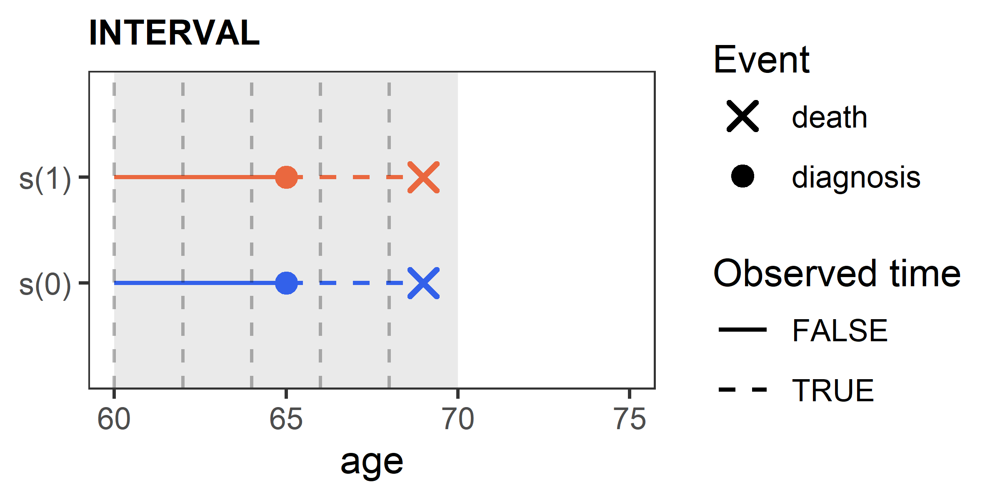 INTERVAL
s(1)
s(0)
60 65 70 75
age
Event
death
diagnosis
Observed time
FALSE
TRUE